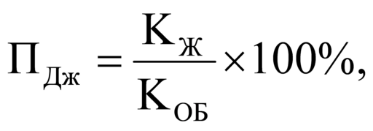 П_Дж = К_Ж / К_ОБ × 100%,